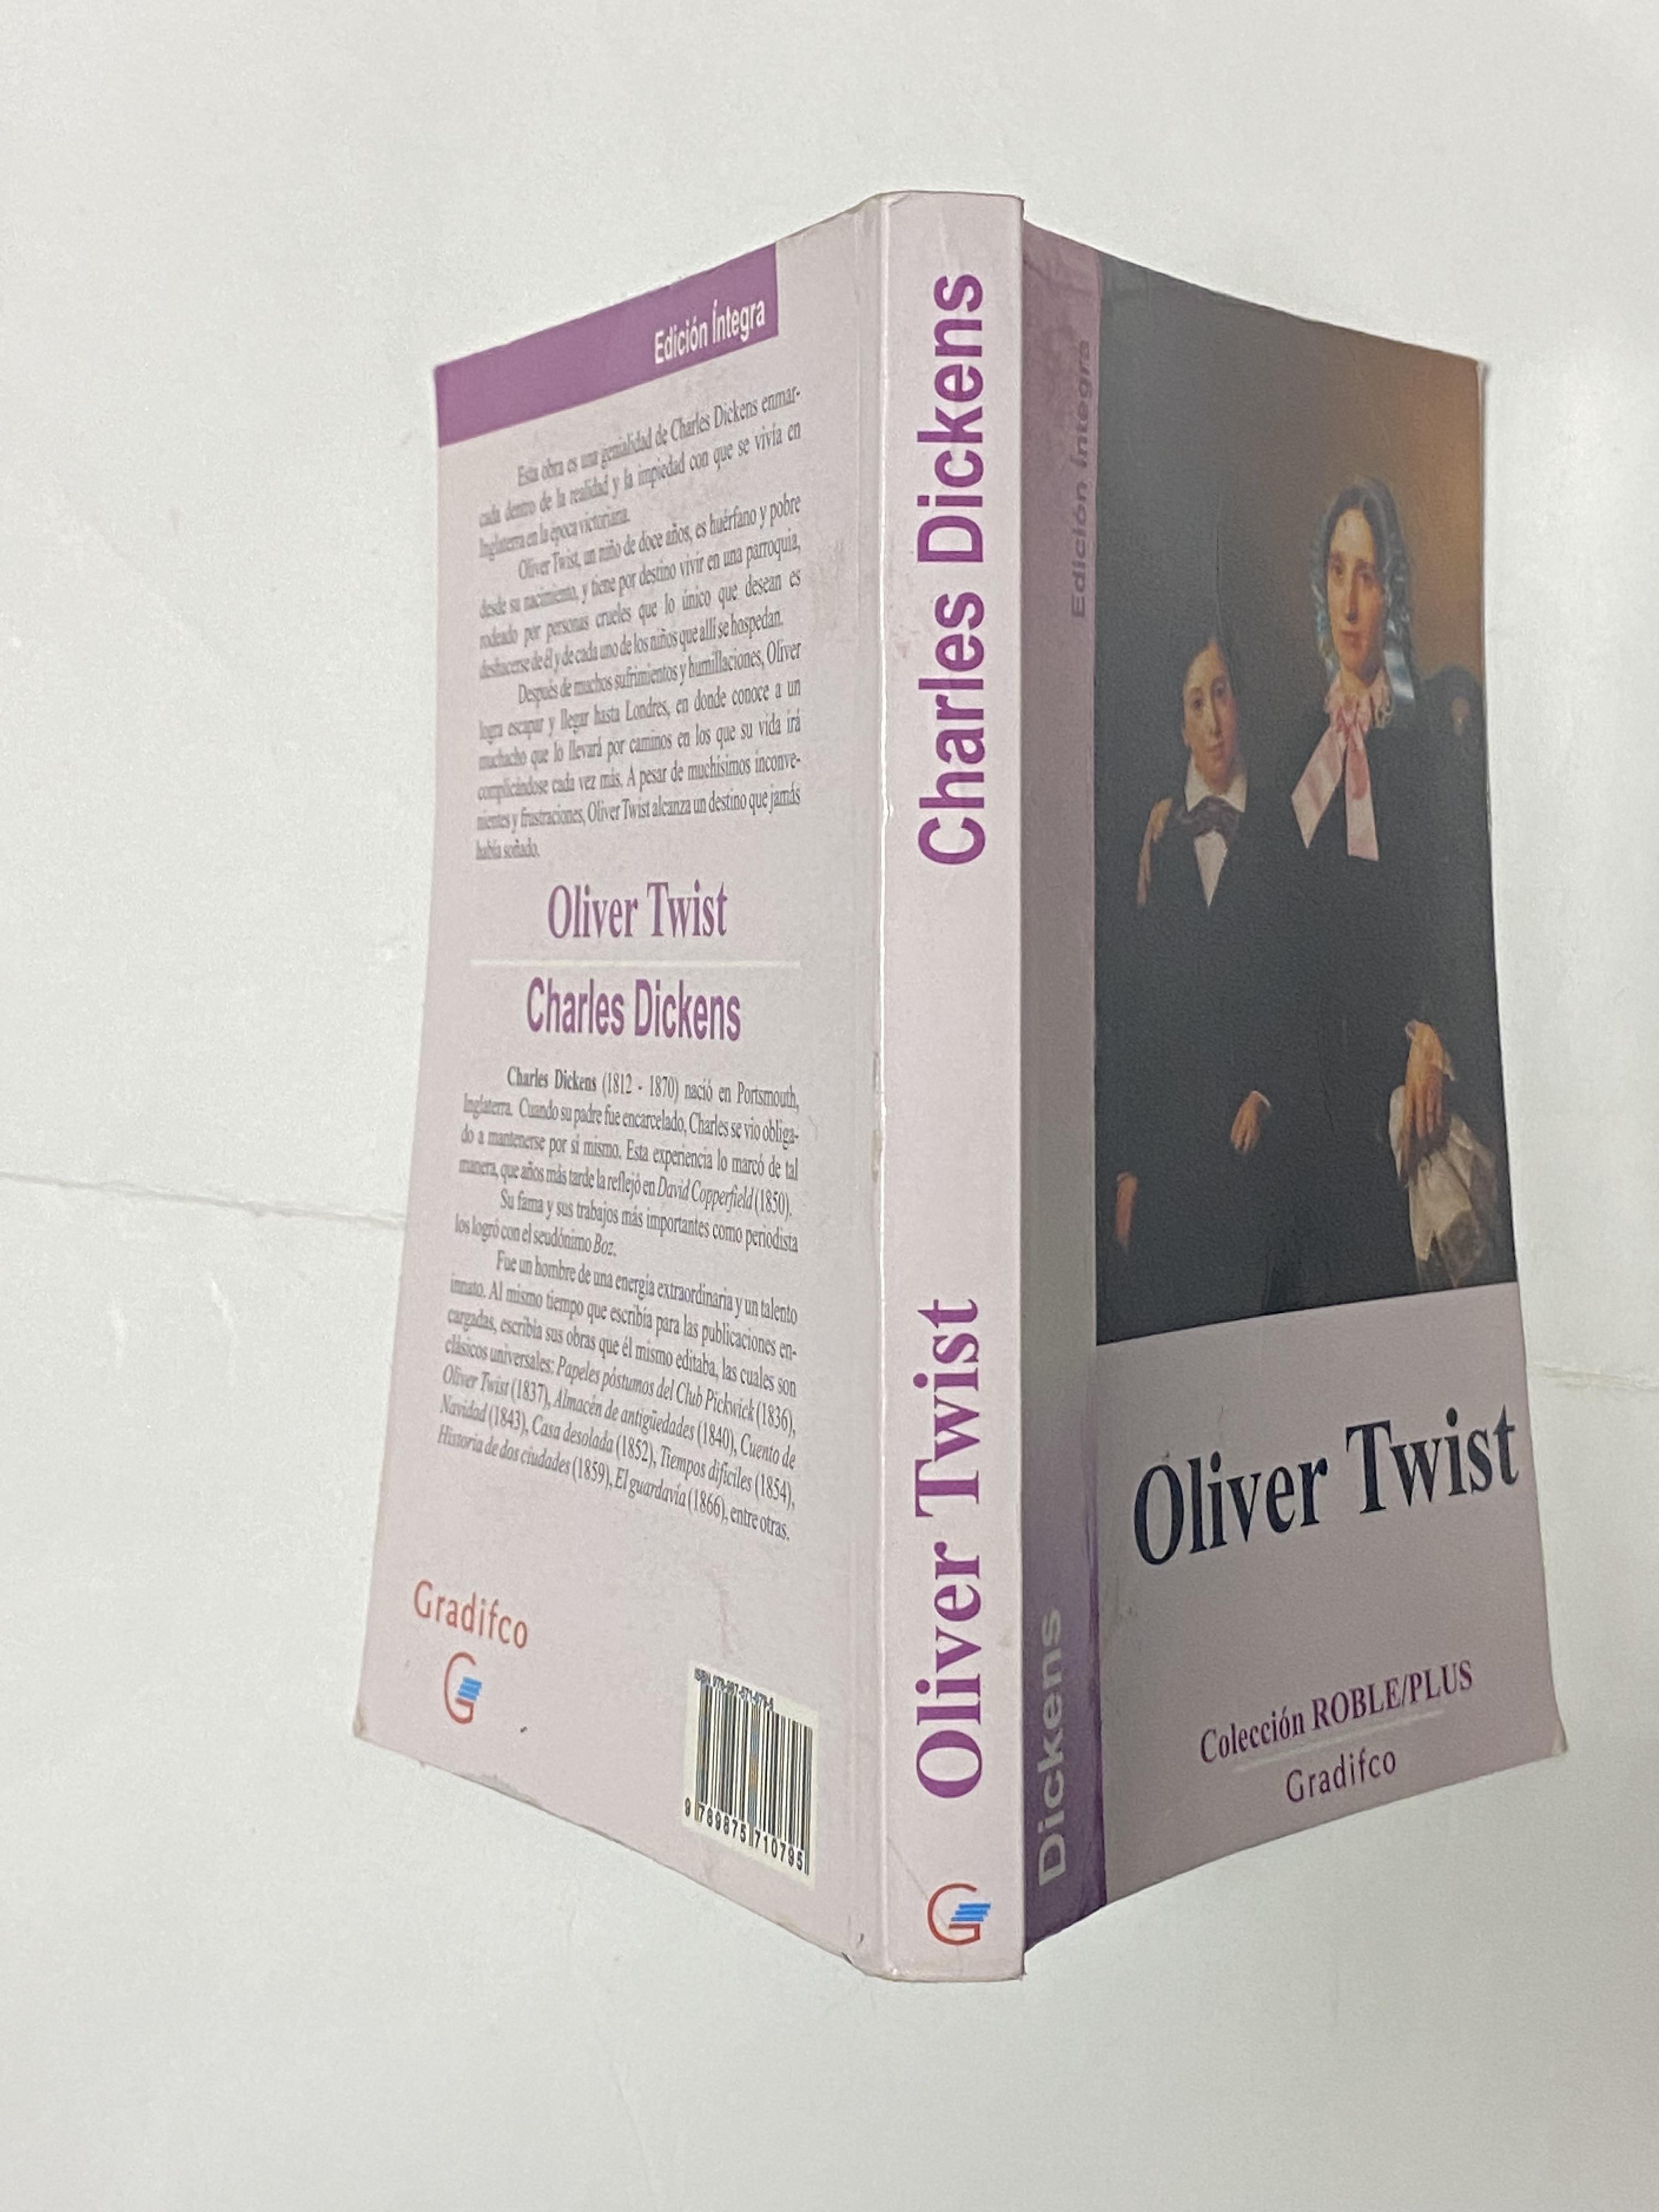 Edición Íntegra
Esta obra es una genialidad de Charles Dickens enmar-
cada dentro de la realidad y la impiedad con que se vivía en
Inglaterra en la época victoriana.
Oliver Twist, un niño de doce años, es huérfano y pobre
desde su nacimiento, y tiene por destino vivir en una parroquia,
rodeado por personas crueles que lo único que desean es
deshacerse de él y de cada uno de los niños que allí se hospedan.
Después de muchos sufrimientos y humillaciones, Oliver
logra escapar y llegar hasta Londres, en donde conoce a un
muchacho que lo llevará por caminos en los que su vida irá
complicándose cada vez más. A pesar de muchísimos inconve-
nientes y frustraciones, Oliver Twist alcanza un destino que jamás
había soñado.
Oliver Twist
Charles Dickens
Charles Dickens (1812 - 1870) nació en Portsmouth,
Inglaterra. Cuando su padre fue encarcelado, Charles se vio obliga-
do a mantenerse por sí mismo. Esta experiencia lo marcó de tal
manera, que años más tarde la reflejó en David Copperfield (1850).
Su fama y sus trabajos más importantes como periodista
los logró con el seudónimo Boz.
Fue un hombre de una energía extraordinaria y un talento
innato. Al mismo tiempo que escribía para las publicaciones en-
cargadas, escribía sus obras que él mismo editaba, las cuales son
clásicos universales: Papeles póstumos del Club Pickwick (1836),
Oliver Twist (1837), Almacén de antigüedades (1840), Cuento de
Navidad (1843), Casa desolada (1852), Tiempos difíciles (1854),
Historia de dos ciudades (1859), El guardavía (1866), entre otras.
Gradifco
G
ISBN 978-987-571-079-5
9 789875 710795
Oliver Twist
Charles Dickens
G
Edición Íntegra
Dickens
Oliver Twist
Colección ROBLE/PLUS
Gradifco